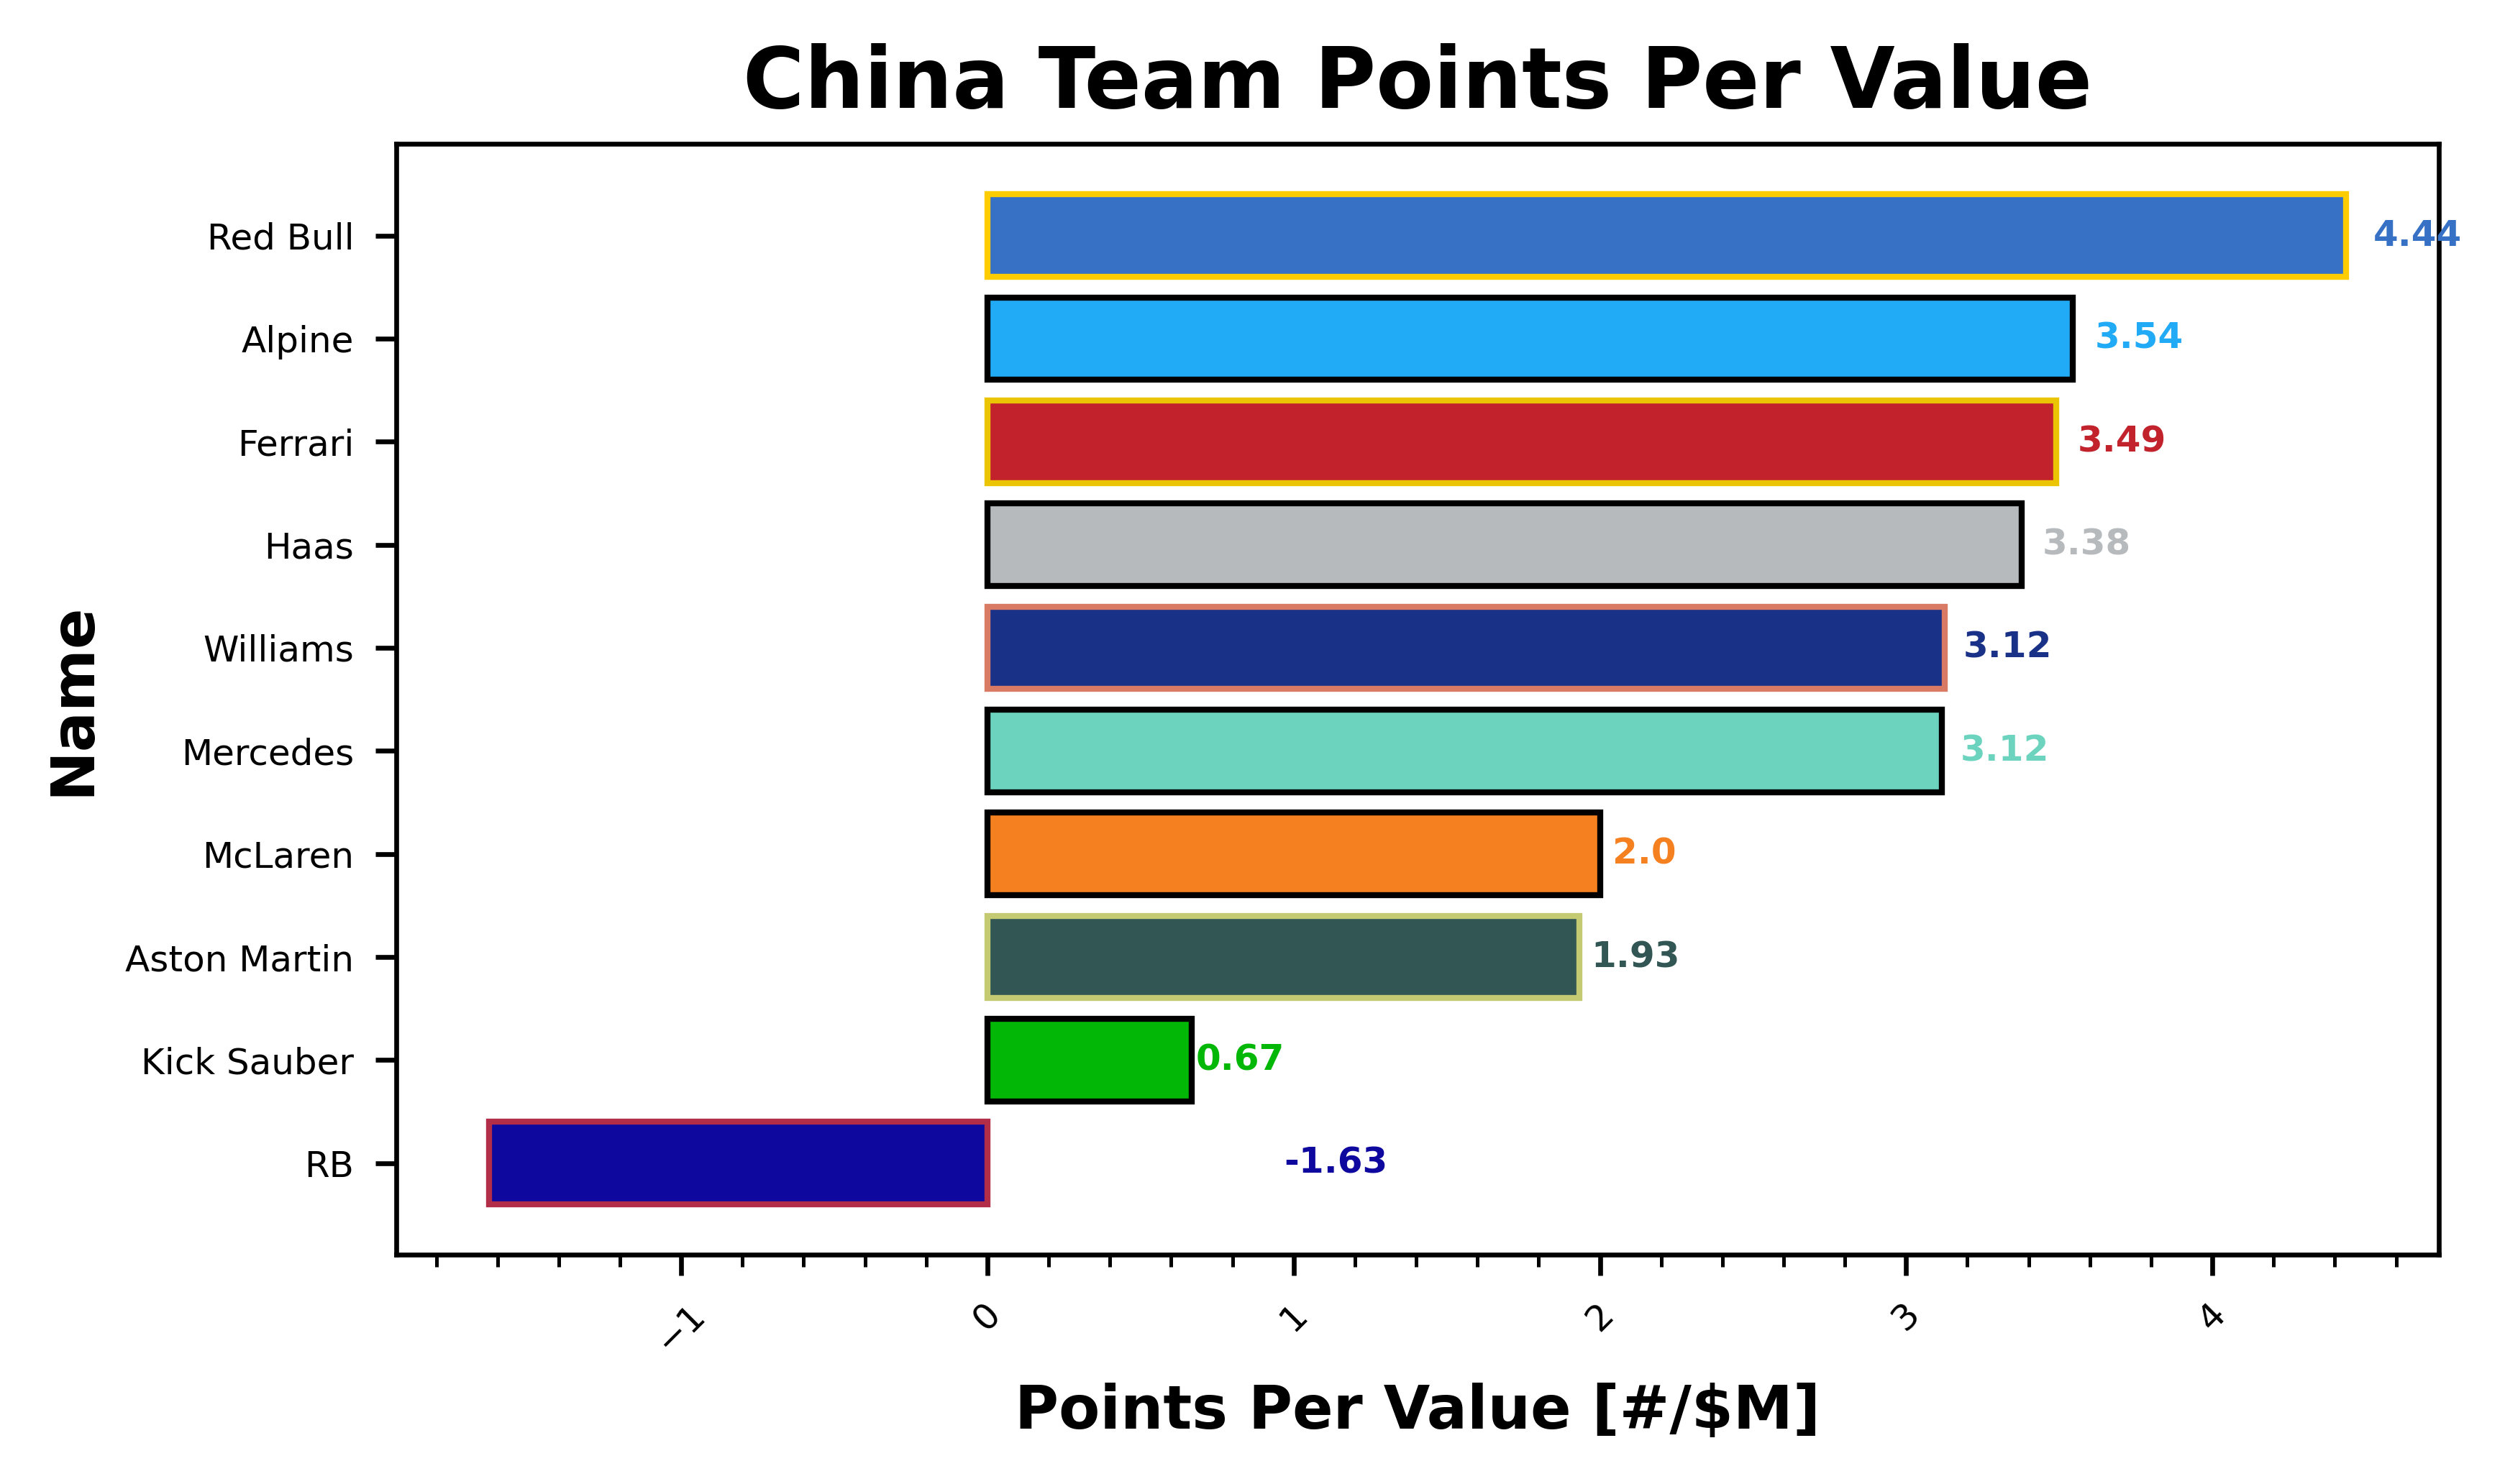 China Team Points Per Value
Name
Red Bull
4.44
Alpine
3.54
Ferrari
3.49
Haas
3.38
Williams
3.12
Mercedes
3.12
McLaren
2.0
Aston Martin
1.93
Kick Sauber
0.67
RB
-1.63
−1 0 1 2 3 4
Points Per Value [#/$M]